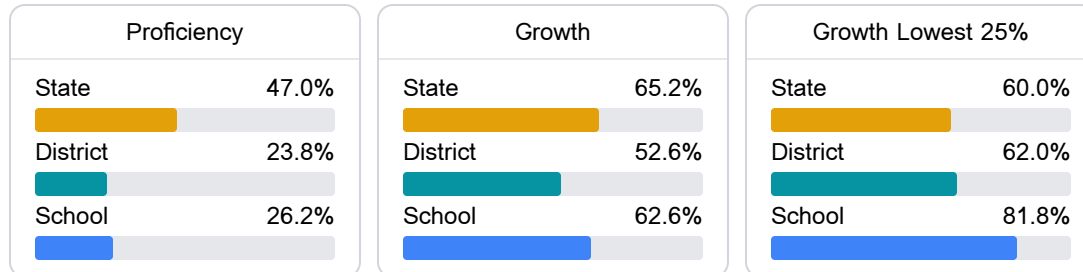 Proficiency
State 47.0%
District 23.8%
School 26.2%
Growth
State 65.2%
District 52.6%
School 62.6%
Growth Lowest 25%
State 60.0%
District 62.0%
School 81.8%